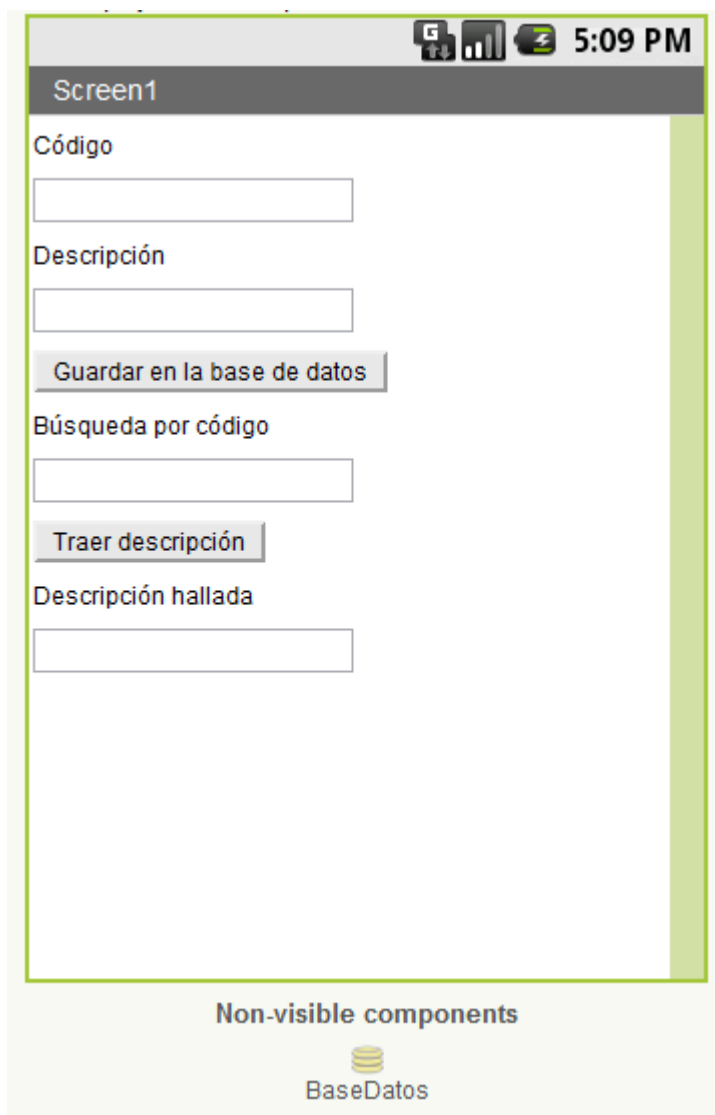 5:09 PM
Screen1
Código
Descripción
Guardar en la base de datos
Búsqueda por código
Traer descripción
Descripción hallada
Non-visible components
BaseDatos